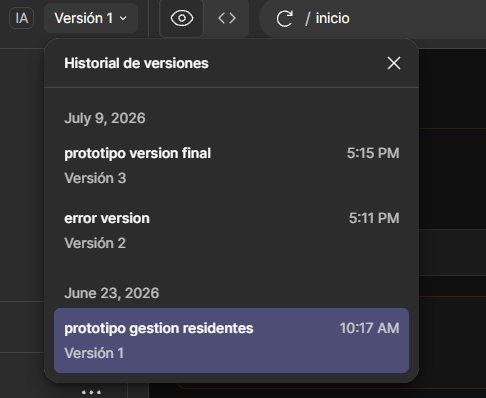 IA Versión 1 / inicio
Historial de versiones
July 9, 2026
prototipo version final 5:15 PM
Versión 3
error version 5:11 PM
Versión 2
June 23, 2026
prototipo gestion residentes 10:17 AM
Versión 1